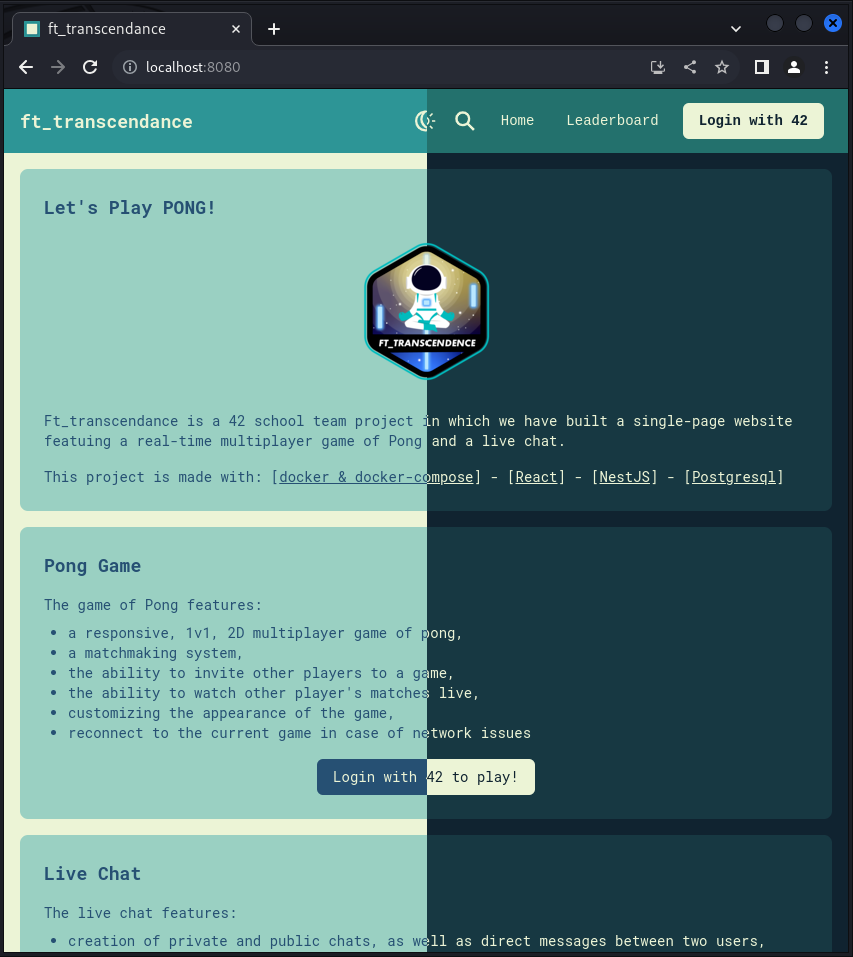 ft_transcendance
localhost:8080
ft_transcendance
Home
Leaderboard
Login with 42
Let's Play PONG!
FT_TRANSCENDENCE
Ft_transcendance is a 42 school team project in which we have built a single-page website
featuing a real-time multiplayer game of Pong and a live chat.
This project is made with: [docker & docker-compose] - [React] - [NestJS] - [Postgresql]
Pong Game
The game of Pong features:
• a responsive, 1v1, 2D multiplayer game of pong,
• a matchmaking system,
• the ability to invite other players to a game,
• the ability to watch other player's matches live,
• customizing the appearance of the game,
• reconnect to the current game in case of network issues
Login with 42 to play!
Live Chat
The live chat features:
• creation of private and public chats, as well as direct messages between two users,